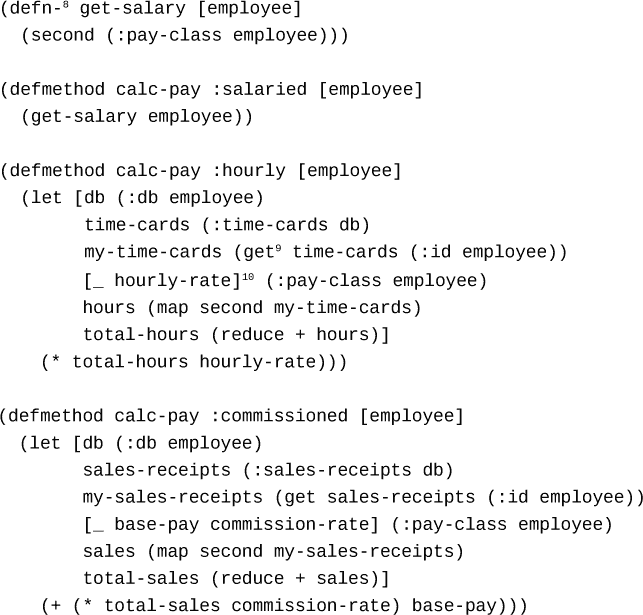 (defn-⁸ get-salary [employee]
  (second (:pay-class employee)))

(defmethod calc-pay :salaried [employee]
  (get-salary employee))

(defmethod calc-pay :hourly [employee]
  (let [db (:db employee)
        time-cards (:time-cards db)
        my-time-cards (get⁹ time-cards (:id employee))
        [_ hourly-rate]¹⁰ (:pay-class employee)
        hours (map second my-time-cards)
        total-hours (reduce + hours)]
    (* total-hours hourly-rate)))

(defmethod calc-pay :commissioned [employee]
  (let [db (:db employee)
        sales-receipts (:sales-receipts db)
        my-sales-receipts (get sales-receipts (:id employee))
        [_ base-pay commission-rate] (:pay-class employee)
        sales (map second my-sales-receipts)
        total-sales (reduce + sales)]
    (+ (* total-sales commission-rate) base-pay)))